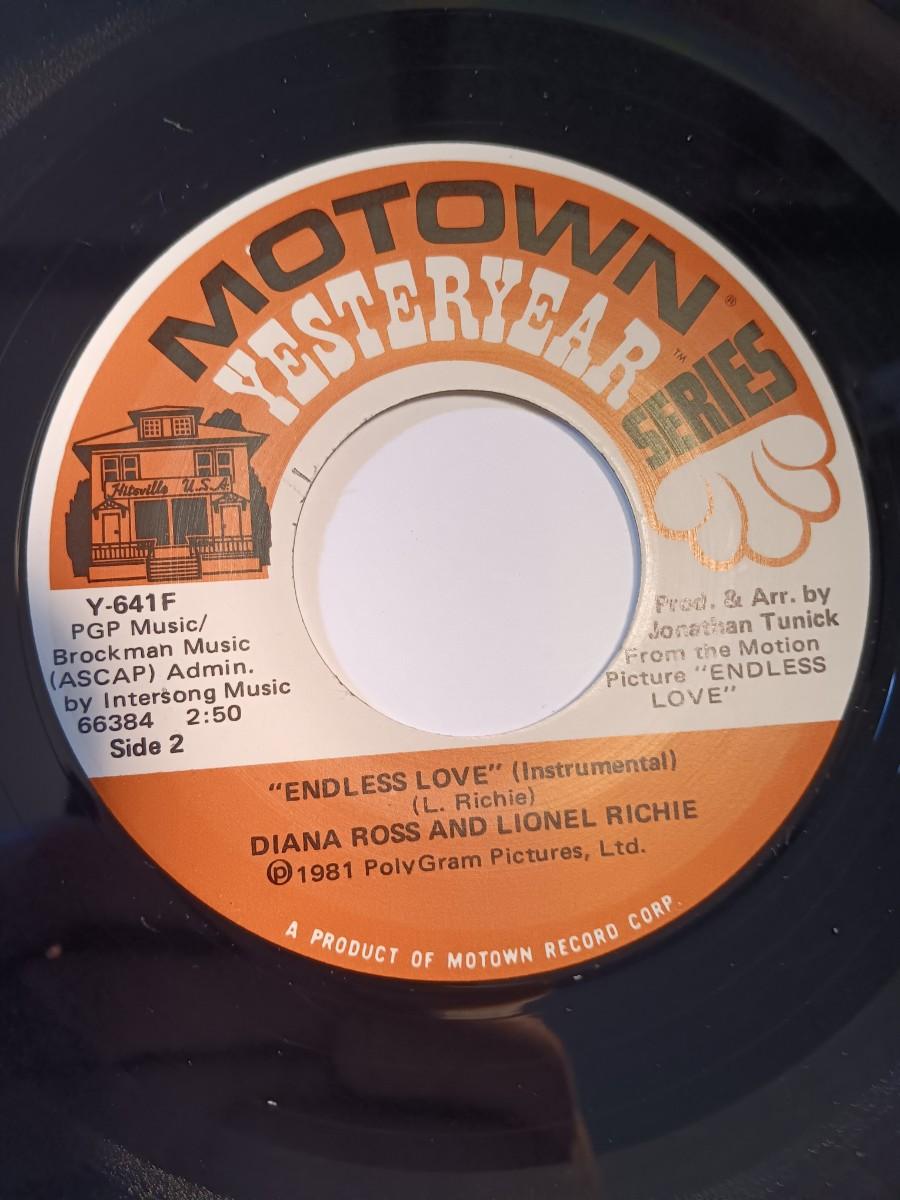 MOTOWN®
YESTERYEAR™
SERIES
Hitsville U.S.A.
Y-641F
PGP Music/
Brockman Music
(ASCAP) Admin.
by Intersong Music
66384 2:50
Side 2
Prod. & Arr. by
Jonathan Tunick
From the Motion
Picture "ENDLESS
LOVE"
"ENDLESS LOVE" (Instrumental)
(L. Richie)
DIANA ROSS AND LIONEL RICHIE
℗1981 PolyGram Pictures, Ltd.
A PRODUCT OF MOTOWN RECORD CORP.